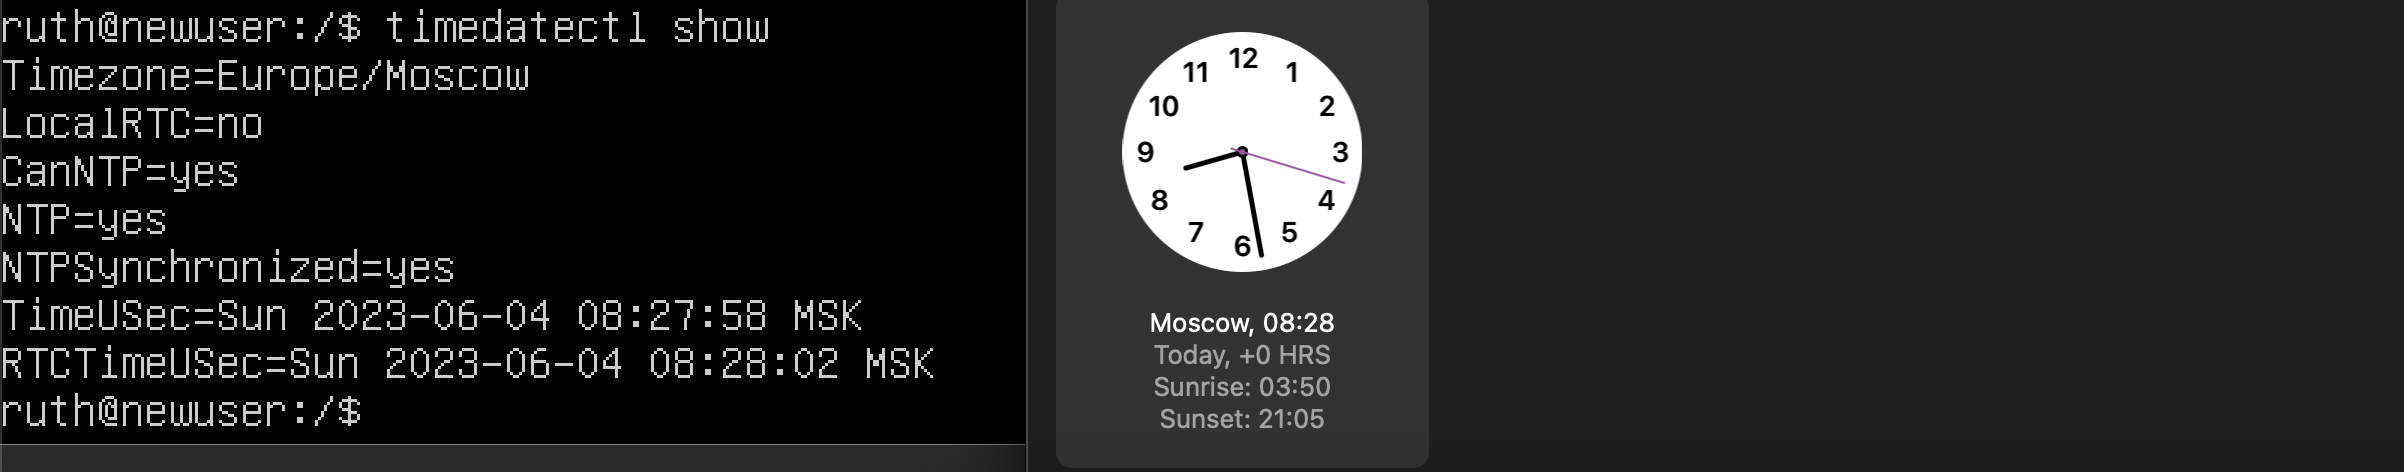 ruth@newuser:/$ timedatectl show
Timezone=Europe/Moscow
LocalRTC=no
CanNTP=yes
NTP=yes
NTPSynchronized=yes
TimeUSec=Sun 2023-06-04 08:27:58 MSK
RTCTimeUSec=Sun 2023-06-04 08:28:02 MSK
ruth@newuser:/$
12
11 1
10 2
9 3
8 4
7 5
6
Moscow, 08:28
Today, +0 HRS
Sunrise: 03:50
Sunset: 21:05